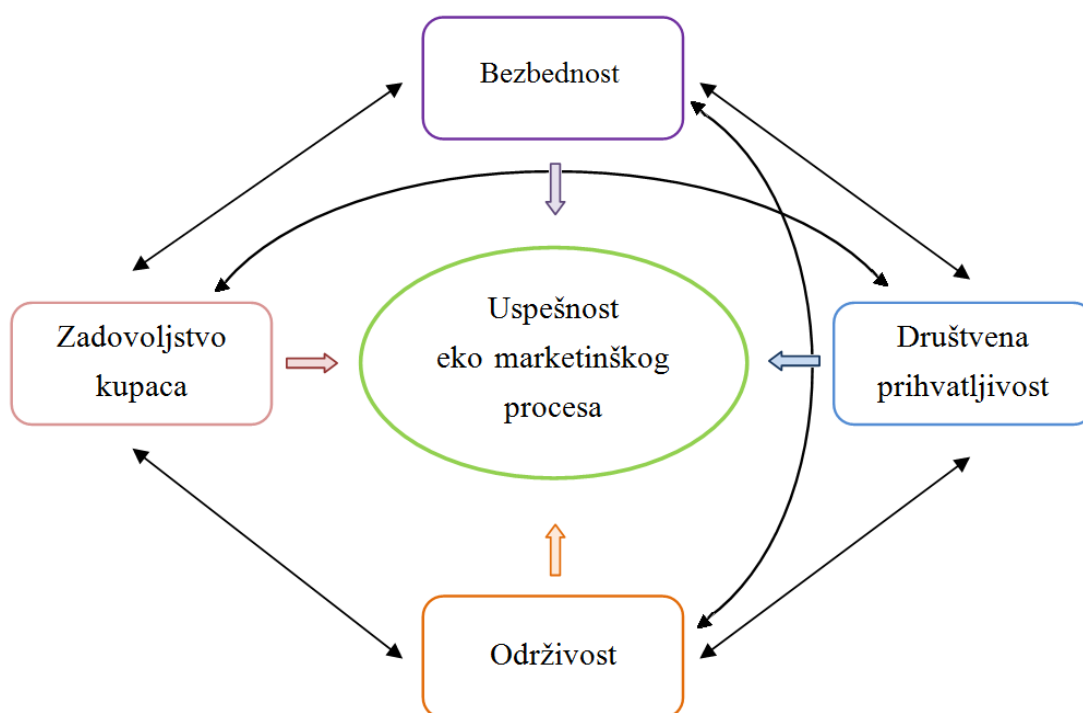 Bezbednost
Zadovoljstvo
kupaca
Uspešnost
eko marketinškog
procesa
Društvena
prihvatljivost
Održivost